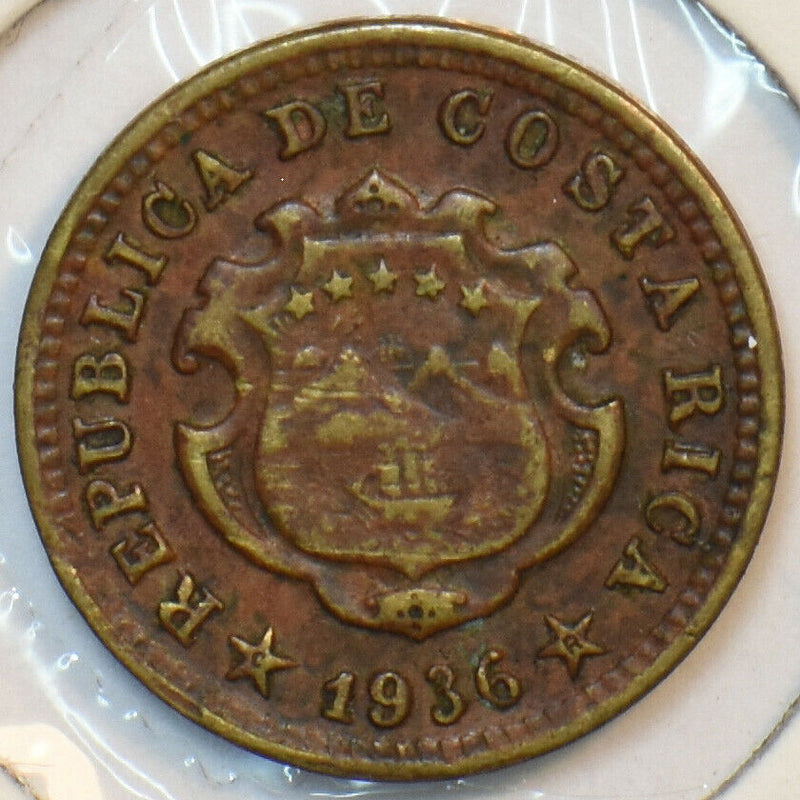 REPUBLICA DE COSTA RICA
1936